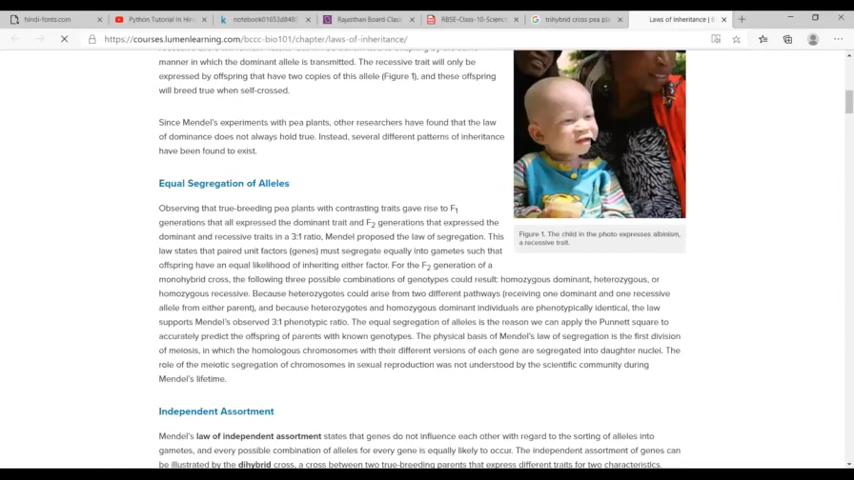 hindi-fonts.com
Python Tutorial In Hin
notebook01653d848
Rajasthan Board-Class
RBSE-Class-10-Scienc
trihybrid cross pea pla
Laws of Inheritance |
https://courses.lumenlearning.com/bccc-bio101/chapter/laws-of-inheritance/
manner in which the dominant allele is transmitted. The recessive trait will only be
expressed by offspring that have two copies of this allele (Figure 1), and these offspring
will breed true when self-crossed.
Since Mendel's experiments with pea plants, other researchers have found that the law
of dominance does not always hold true. Instead, several different patterns of inheritance
have been found to exist.
Figure 1. The child in the photo expresses albinism,
a recessive trait.
Equal Segregation of Alleles
Observing that true-breeding pea plants with contrasting traits gave rise to F1
generations that all expressed the dominant trait and F2 generations that expressed the
dominant and recessive traits in a 3:1 ratio, Mendel proposed the law of segregation. This
law states that paired unit factors (genes) must segregate equally into gametes such that
offspring have an equal likelihood of inheriting either factor. For the F2 generation of a
monohybrid cross, the following three possible combinations of genotypes could result: homozygous dominant, heterozygous, or
homozygous recessive. Because heterozygotes could arise from two different pathways (receiving one dominant and one recessive
allele from either parent), and because heterozygotes and homozygous dominant individuals are phenotypically identical, the law
supports Mendel's observed 3:1 phenotypic ratio. The equal segregation of alleles is the reason we can apply the Punnett square to
accurately predict the offspring of parents with known genotypes. The physical basis of Mendel's law of segregation is the first division
of meiosis, in which the homologous chromosomes with their different versions of each gene are segregated into daughter nuclei. The
role of the meiotic segregation of chromosomes in sexual reproduction was not understood by the scientific community during
Mendel's lifetime.
Independent Assortment
Mendel's law of independent assortment states that genes do not influence each other with regard to the sorting of alleles into
gametes, and every possible combination of alleles for every gene is equally likely to occur. The independent assortment of genes can
be illustrated by the dihybrid cross, a cross between two true-breeding parents that express different traits for two characteristics.